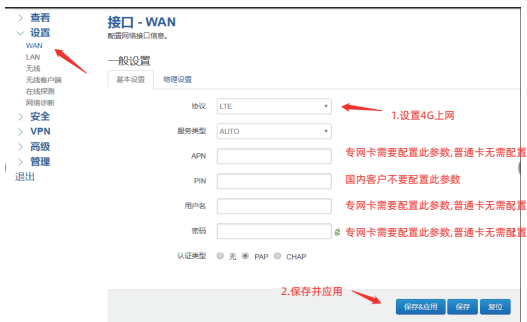 查看
设置
WAN
LAN
无线
无线客户端
在线探测
网络诊断
安全
VPN
高级
管理
退出
接口 - WAN
配置网络接口信息。
一般设置
基本设置 物理设置
协议 LTE
1.设置4G上网
服务类型 AUTO
APN 专网卡需要配置此参数,普通卡无需配置
PIN 国内客户不要配置此参数
用户名 专网卡需要配置此参数,普通卡无需配置
密码 专网卡需要配置此参数,普通卡无需配置
认证类型 无 PAP CHAP
2.保存并应用
保存&应用 保存 复位